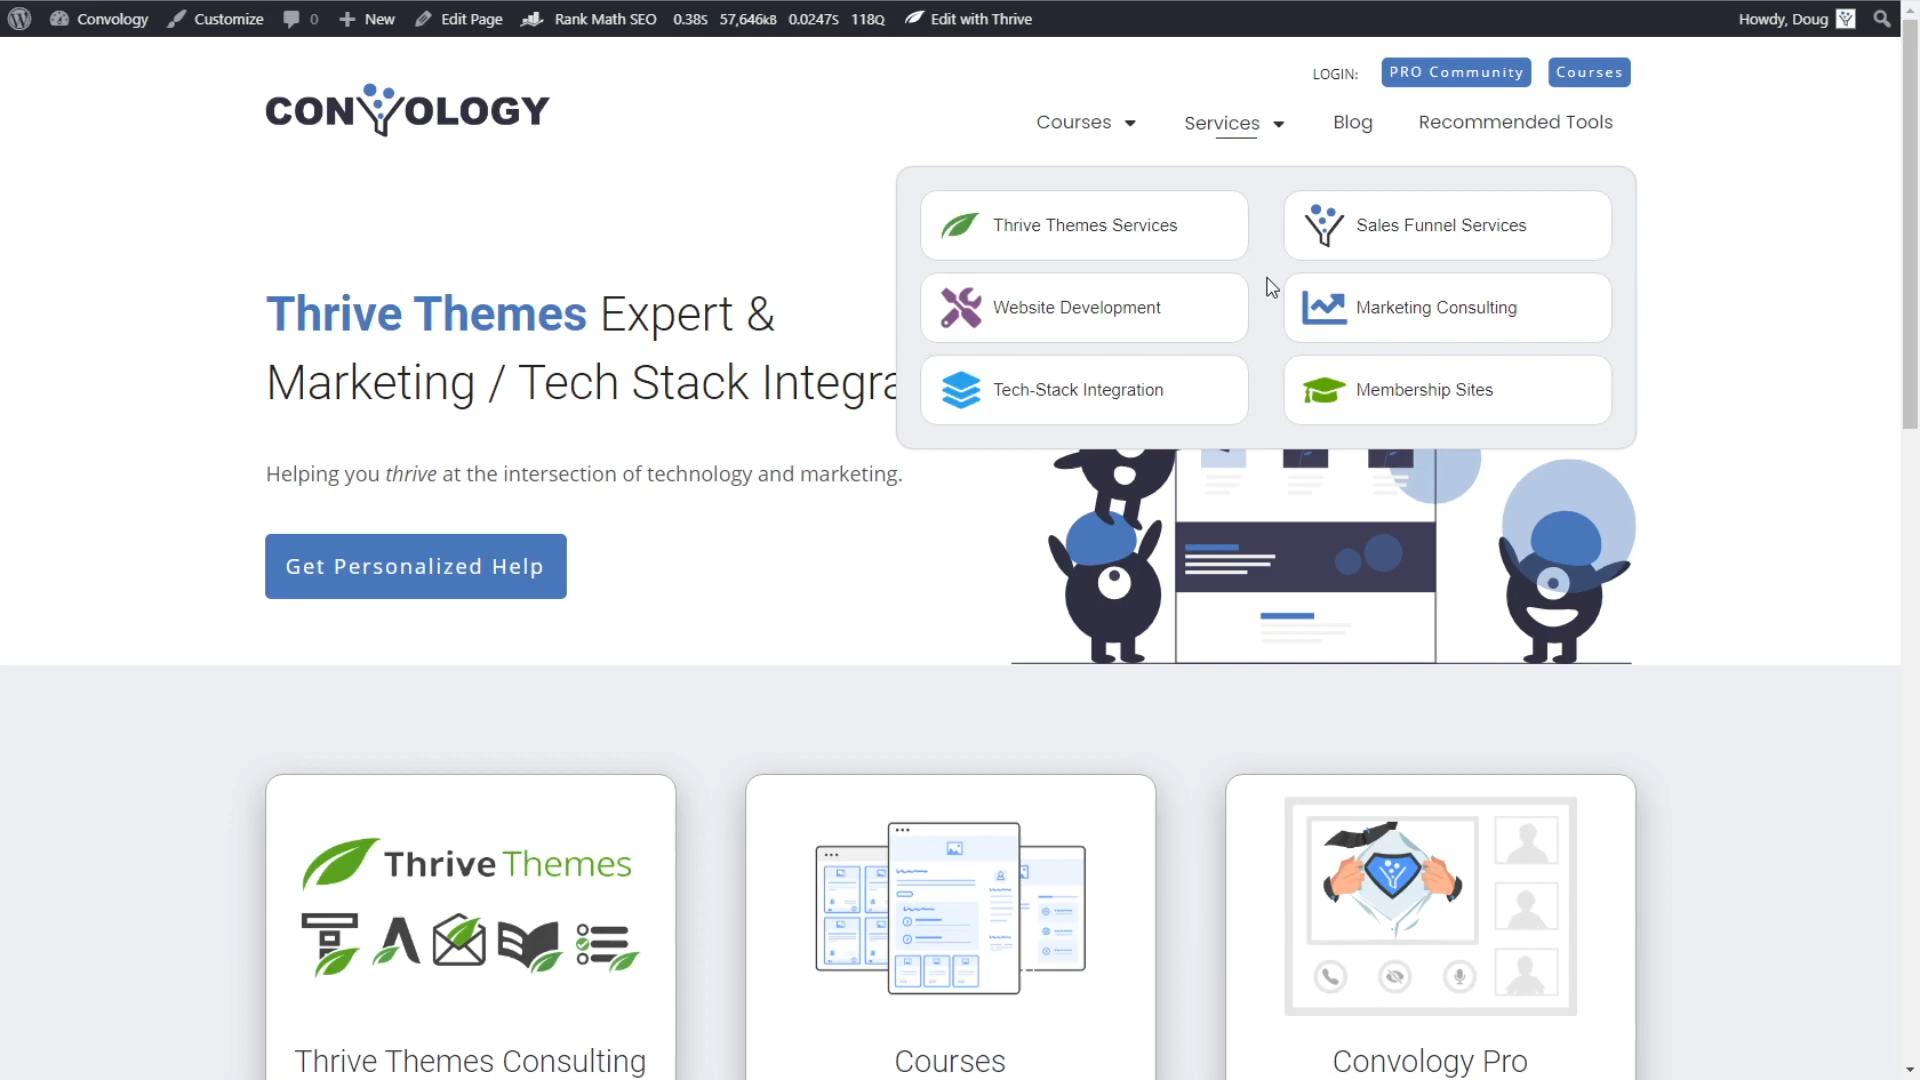 Convology Customize 0 New Edit Page Rank Math SEO 0.38s 57,646KB 0.0247s 118Q Edit with Thrive Howdy, Doug
LOGIN: PRO Community Courses
CONVOLOGY
Courses Services Blog Recommended Tools
Thrive Themes Services Sales Funnel Services
Website Development Marketing Consulting
Tech-Stack Integration Membership Sites
Thrive Themes Expert &
Marketing / Tech Stack Integra
Helping you thrive at the intersection of technology and marketing.
Get Personalized Help
Thrive Themes
Thrive Themes Consulting
Courses
Convology Pro